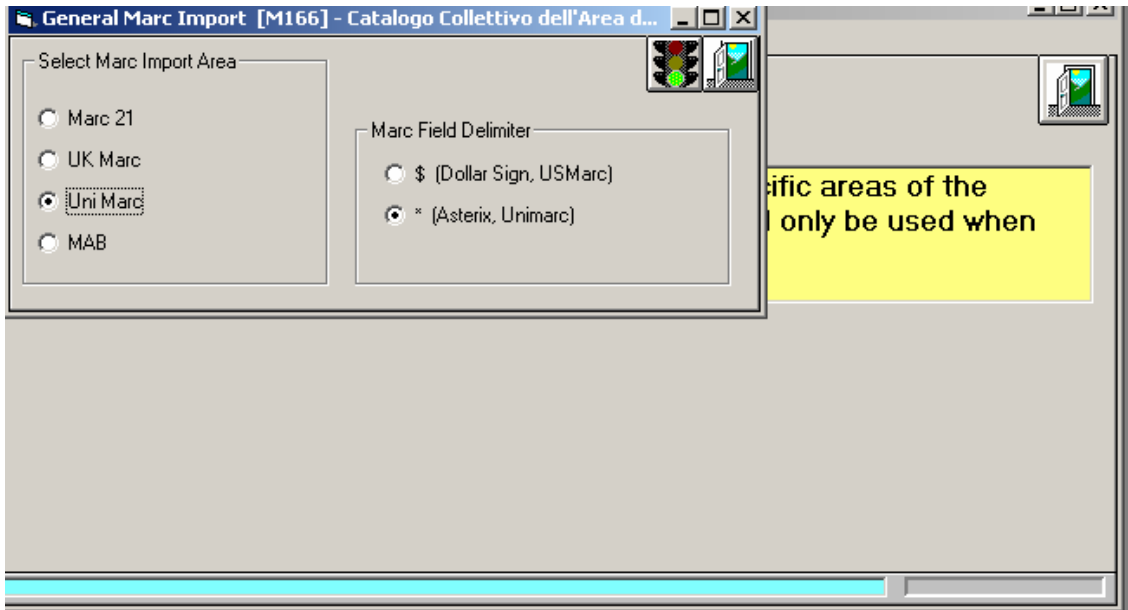 General Marc Import [M166] - Catalogo Collettivo dell'Area d...
Select Marc Import Area
Marc 21
UK Marc
Uni Marc
MAB
Marc Field Delimiter
$ (Dollar Sign, USMarc)
* (Asterix, Unimarc)
ific areas of the
only be used when